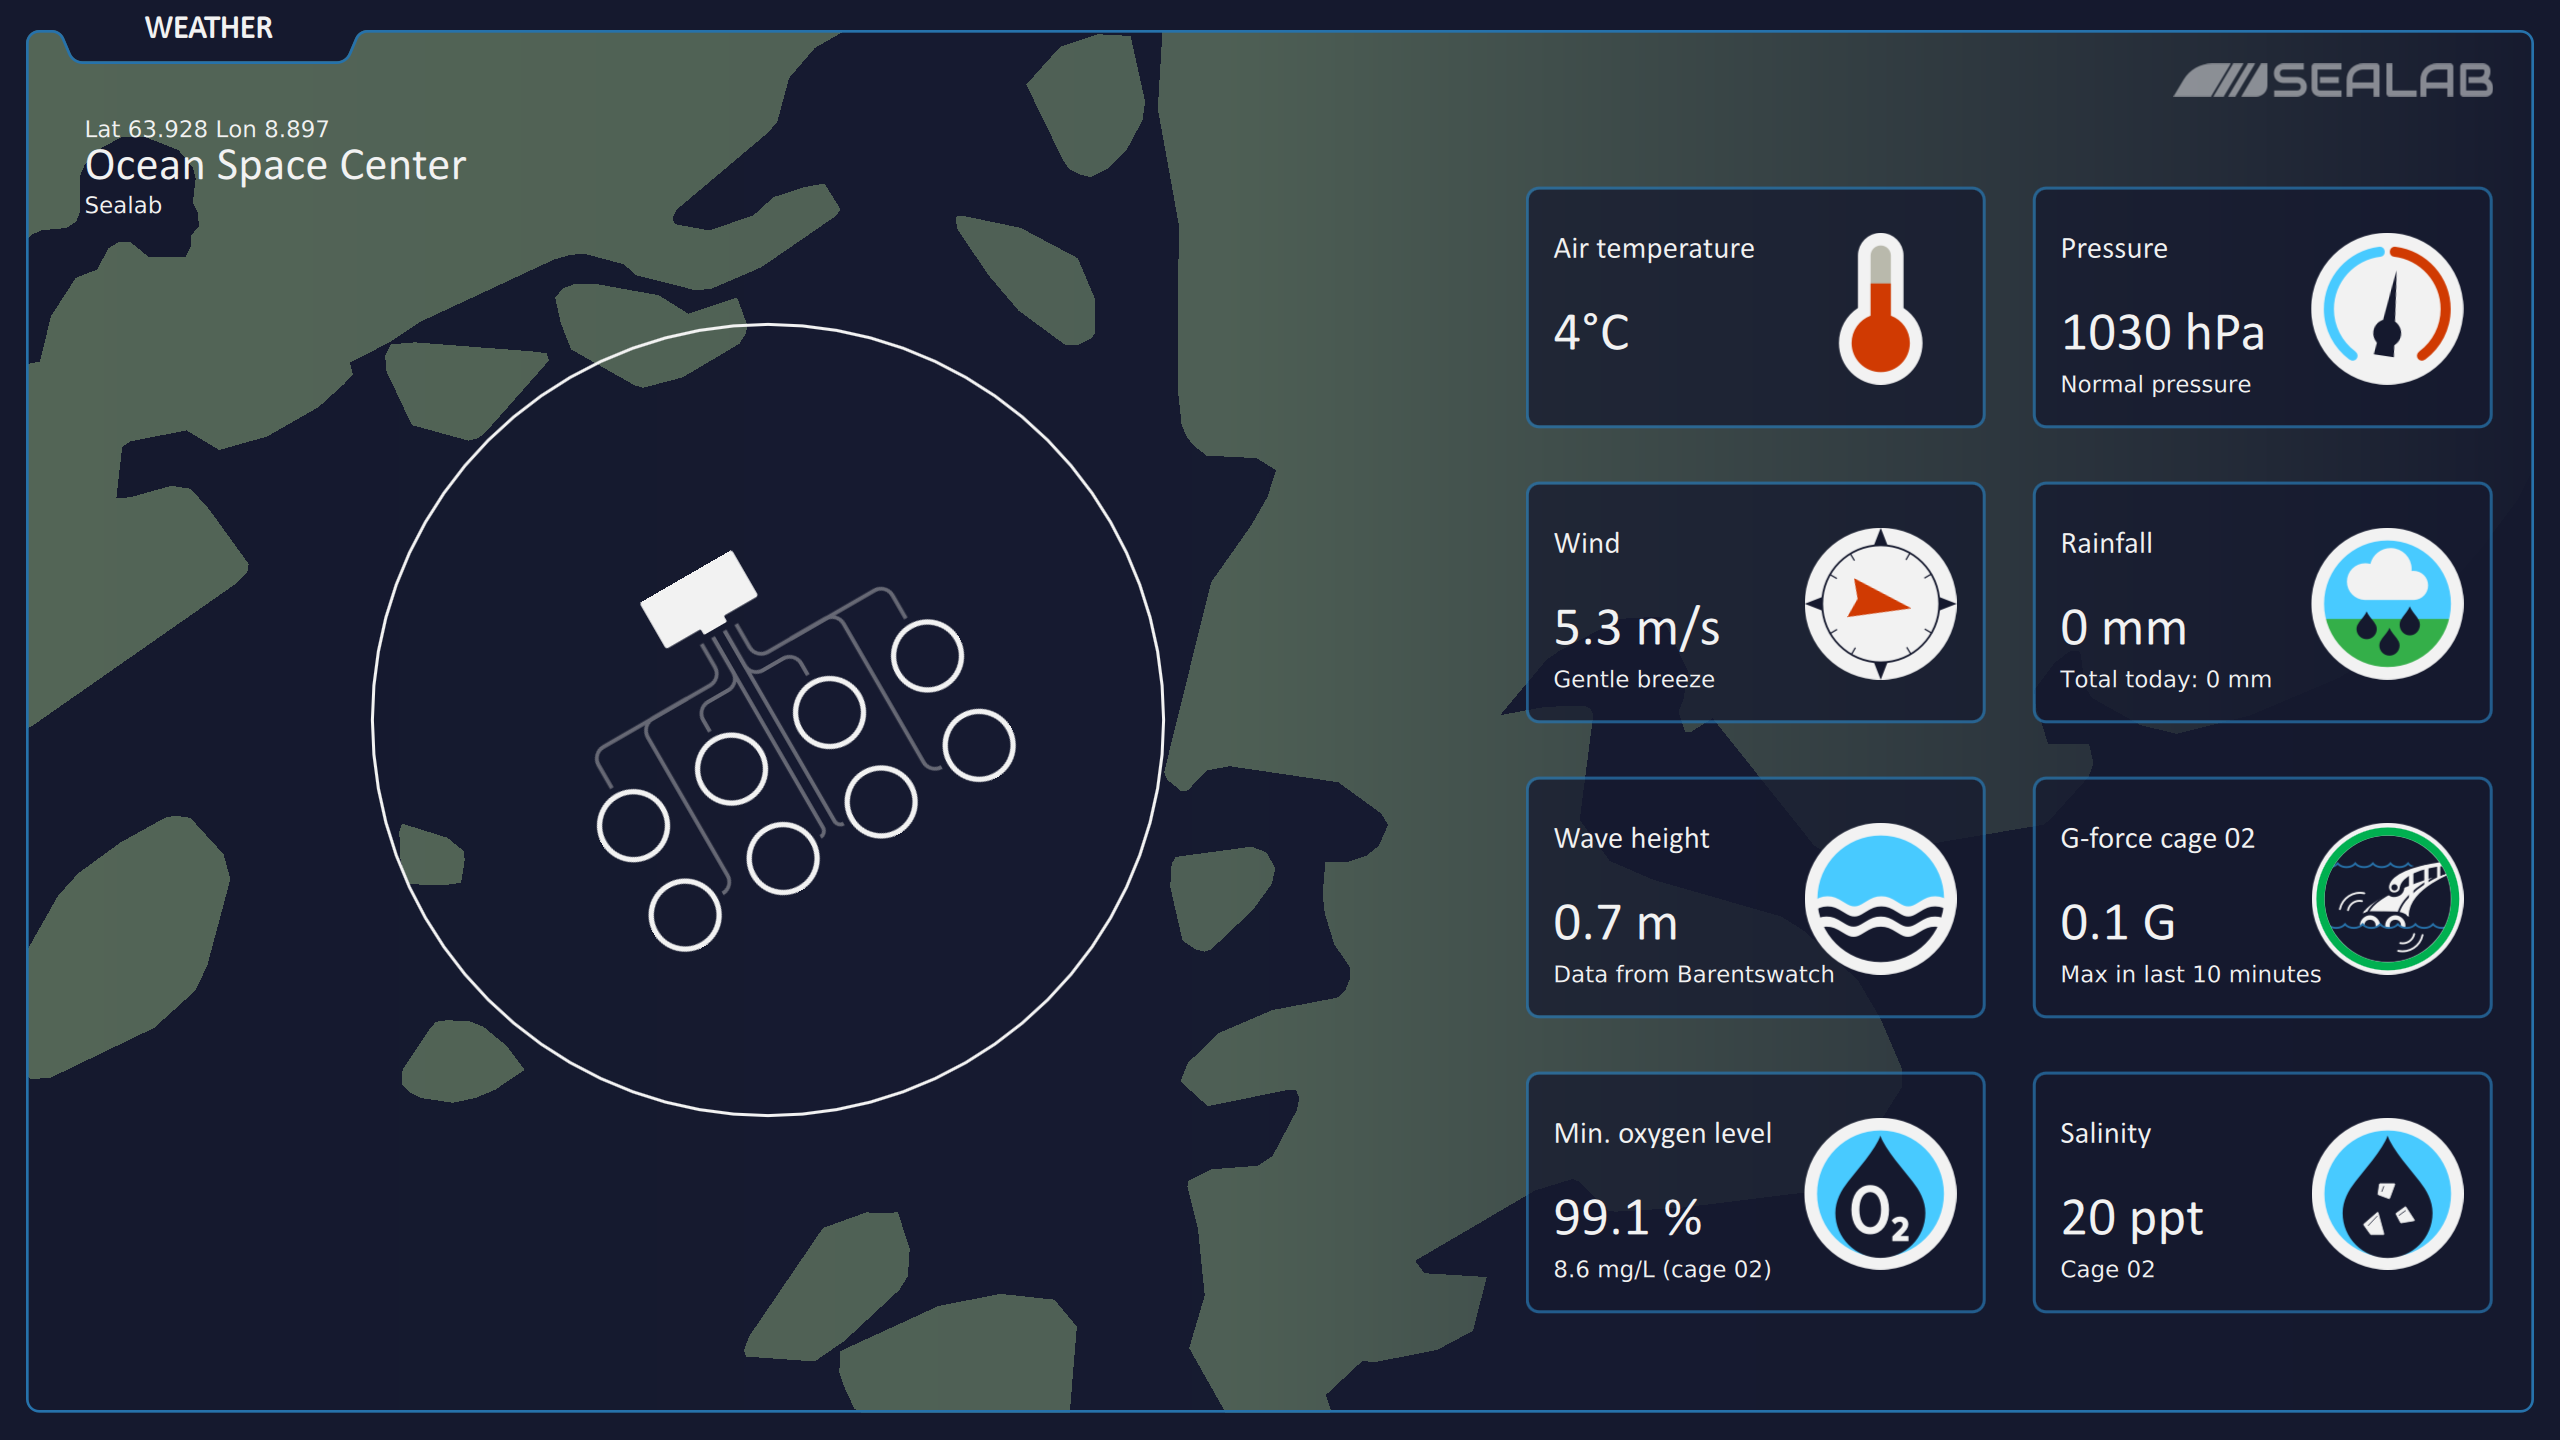 WEATHER
SEALAB
Lat 63.928 Lon 8.897
Ocean Space Center
Sealab
Air temperature
4°C
Pressure
1030 hPa
Normal pressure
Wind
5.3 m/s
Gentle breeze
Rainfall
0 mm
Total today: 0 mm
Wave height
0.7 m
Data from Barentswatch
G-force cage 02
0.1 G
Max in last 10 minutes
Min. oxygen level
99.1 %
8.6 mg/L (cage 02)
O2
Salinity
20 ppt
Cage 02